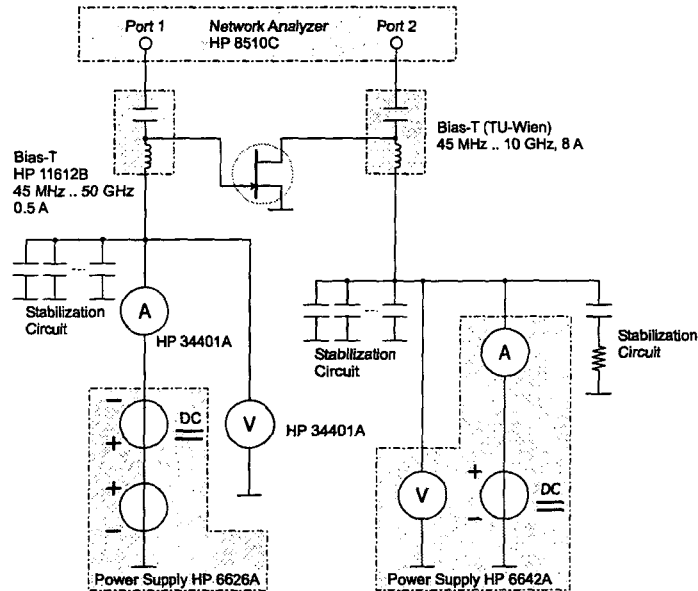 Port 1
Network Analyzer
HP 8510C
Port 2
Bias-T (TU-Wien)
45 MHz .. 10 GHz, 8 A
Bias-T
HP 11612B
45 MHz .. 50 GHz
0.5 A
...
Stabilization
Circuit
A
HP 34401A
...
Stabilization
Circuit
A
Stabilization
Circuit
−
DC
+
V
HP 34401A
+
−
V
+
DC
−
Power Supply HP 6626A
Power Supply HP 6642A